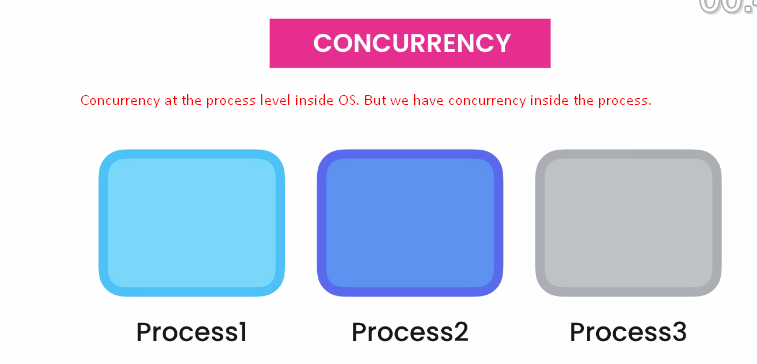 CONCURRENCY
Concurrency at the process level inside OS. But we have concurrency inside the process.
Process1
Process2
Process3